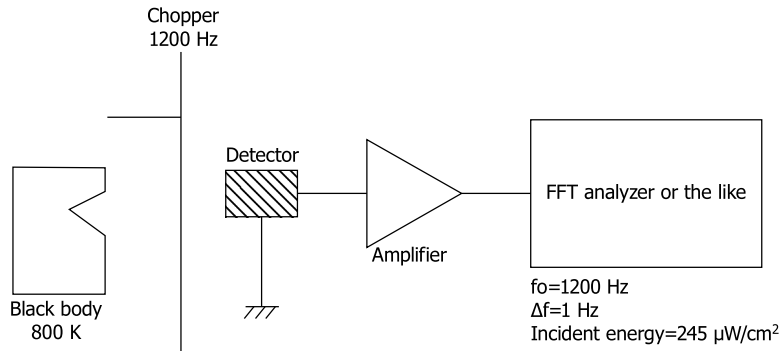 Chopper
1200 Hz
Detector
FFT analyzer or the like
Amplifier
Black body
800 K
fo=1200 Hz
Δf=1 Hz
Incident energy=245 μW/cm²